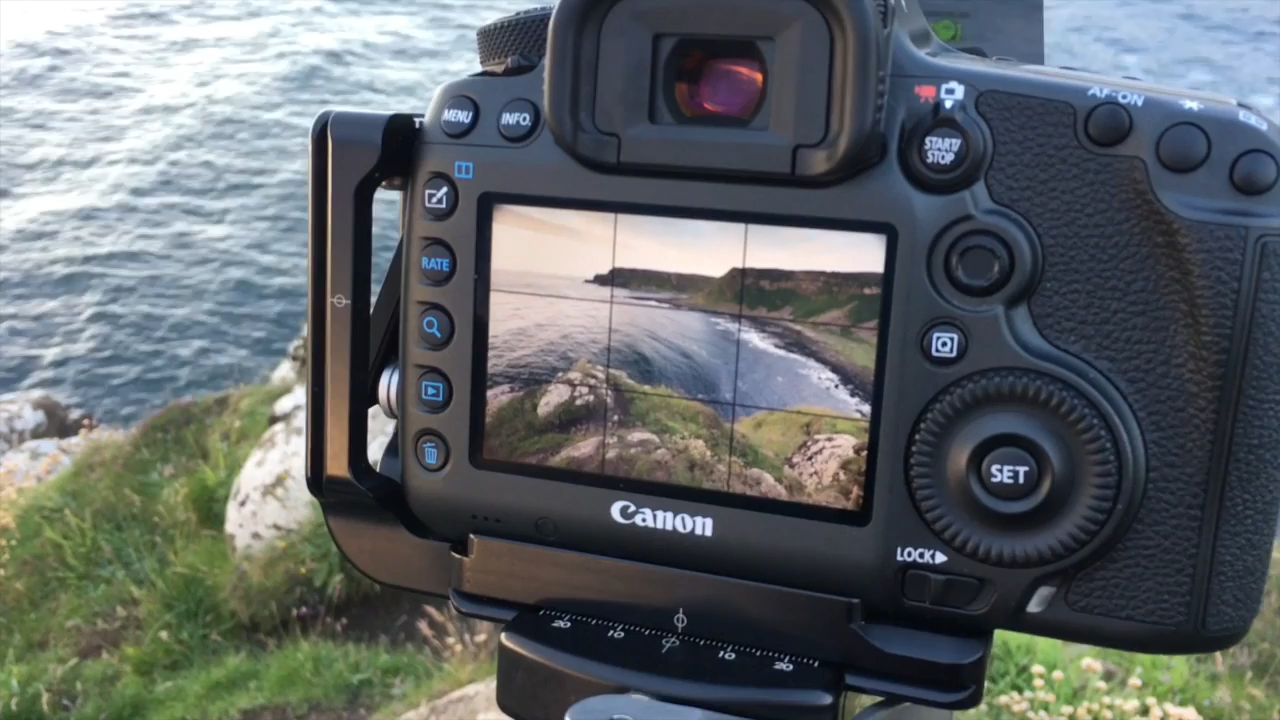 MENU
INFO.
START/
STOP
AF-ON
RATE
Q
SET
Canon
LOCK
20 10 10 20